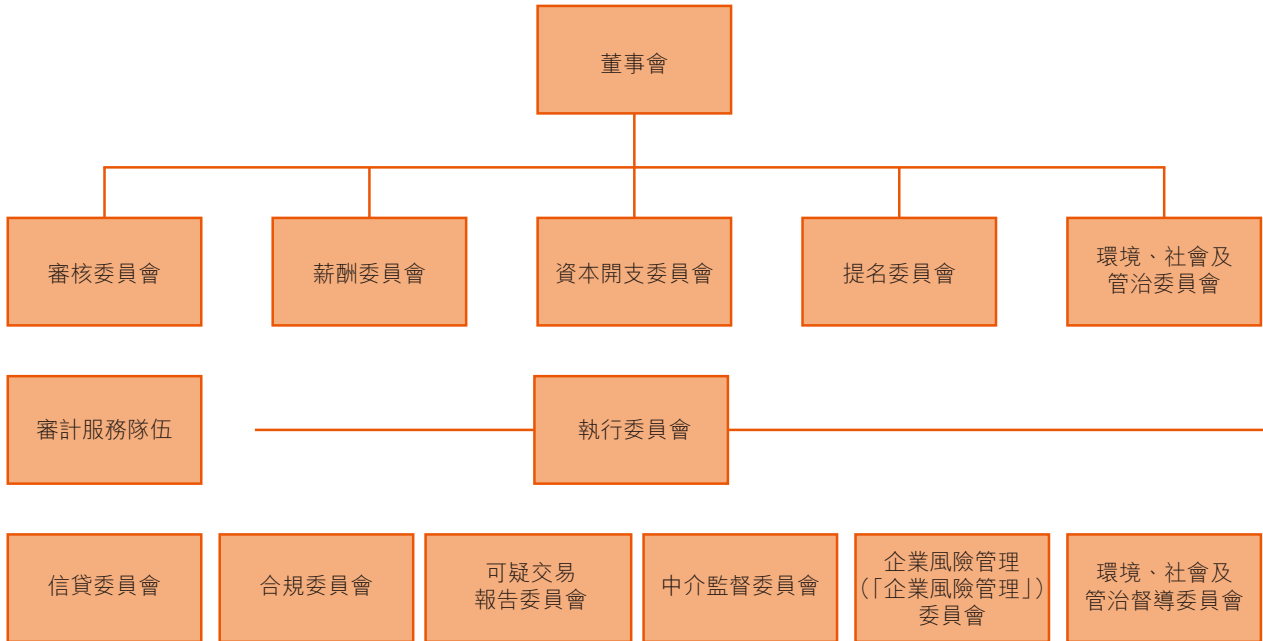 董事會
審核委員會
薪酬委員會
資本開支委員會
提名委員會
環境、社會及
管治委員會
審計服務隊伍
執行委員會
信貸委員會
合規委員會
可疑交易
報告委員會
中介監督委員會
企業風險管理
(「企業風險管理」)
委員會
環境、社會及
管治督導委員會